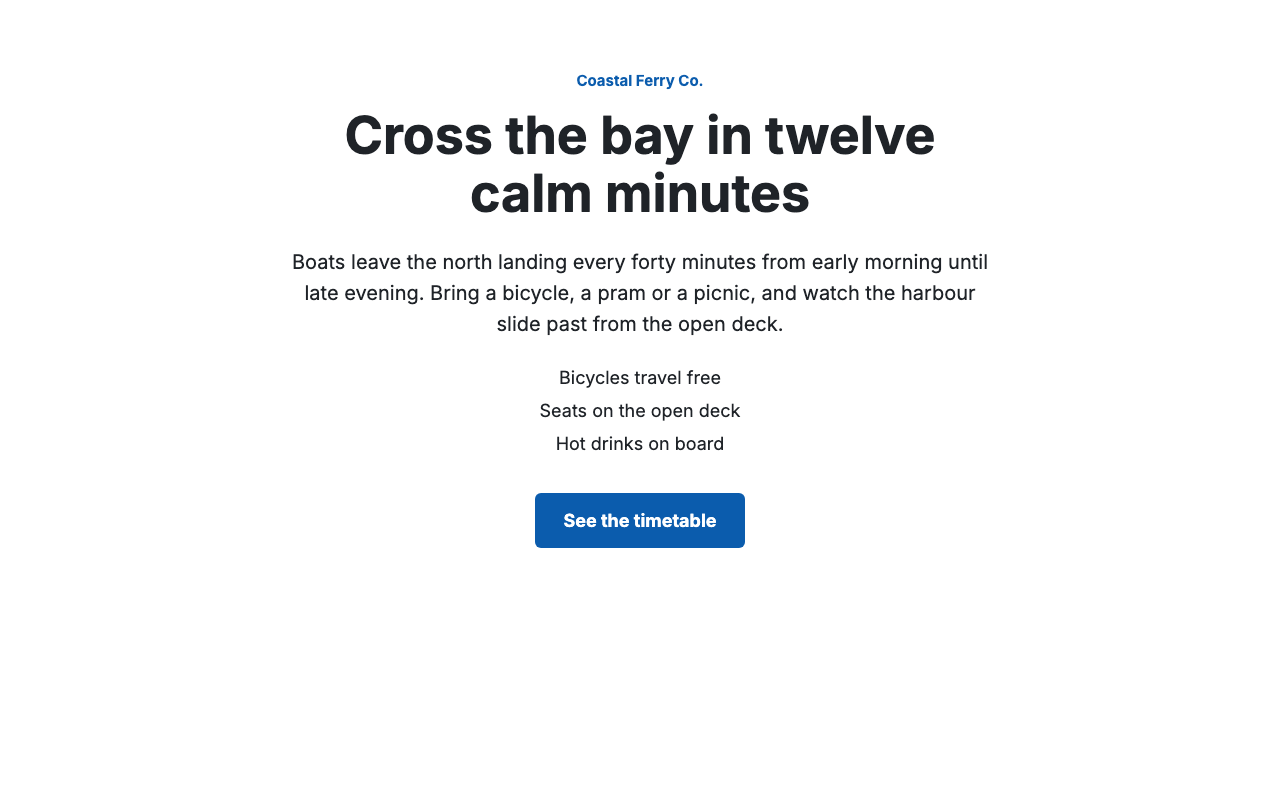 Coastal Ferry Co.
Cross the bay in twelve
calm minutes
Boats leave the north landing every forty minutes from early morning until
late evening. Bring a bicycle, a pram or a picnic, and watch the harbour
slide past from the open deck.
Bicycles travel free
Seats on the open deck
Hot drinks on board
See the timetable